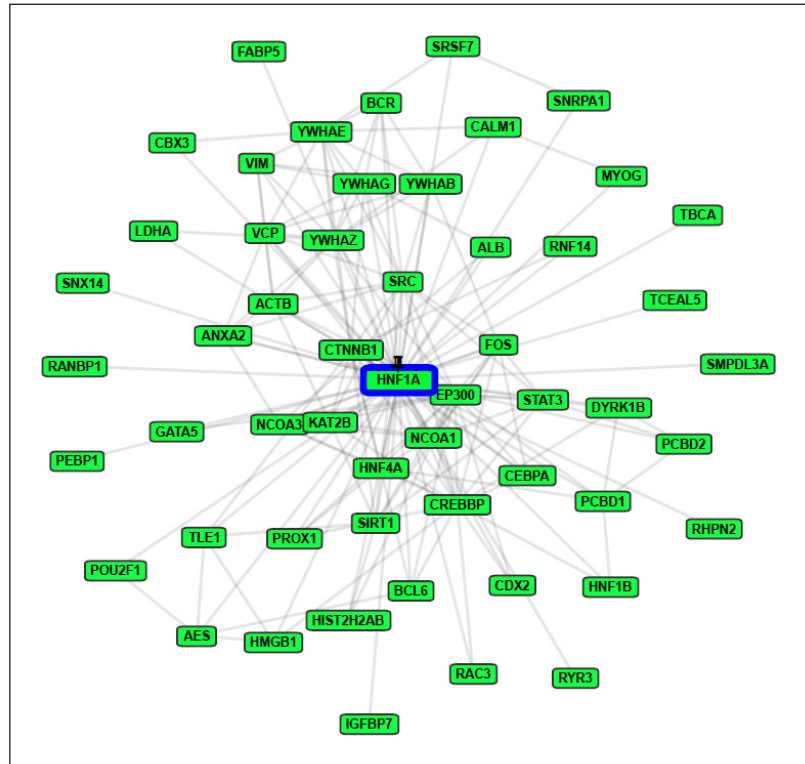 SRSF7
FABP5
SNRPA1
BCR
CALM1
YWHAE
CBX3
VIM
MYOG
YWHAG
YWHAB
TBCA
LDHA
VCP
YWHAZ
ALB
RNF14
SNX14
SRC
TCEAL5
ACTB
ANXA2
CTNNB1
FOS
SMPDL3A
RANBP1
HNF1A
EP300
STAT3
DYRK1B
GATA5
NCOA3
KAT2B
NCOA1
PCBD2
PEBP1
HNF4A
CEBPA
PCBD1
CREBBP
RHPN2
TLE1
PROX1
SIRT1
POU2F1
BCL6
CDX2
HNF1B
AES
HMGB1
HIST2H2AB
RAC3
RYR3
IGFBP7